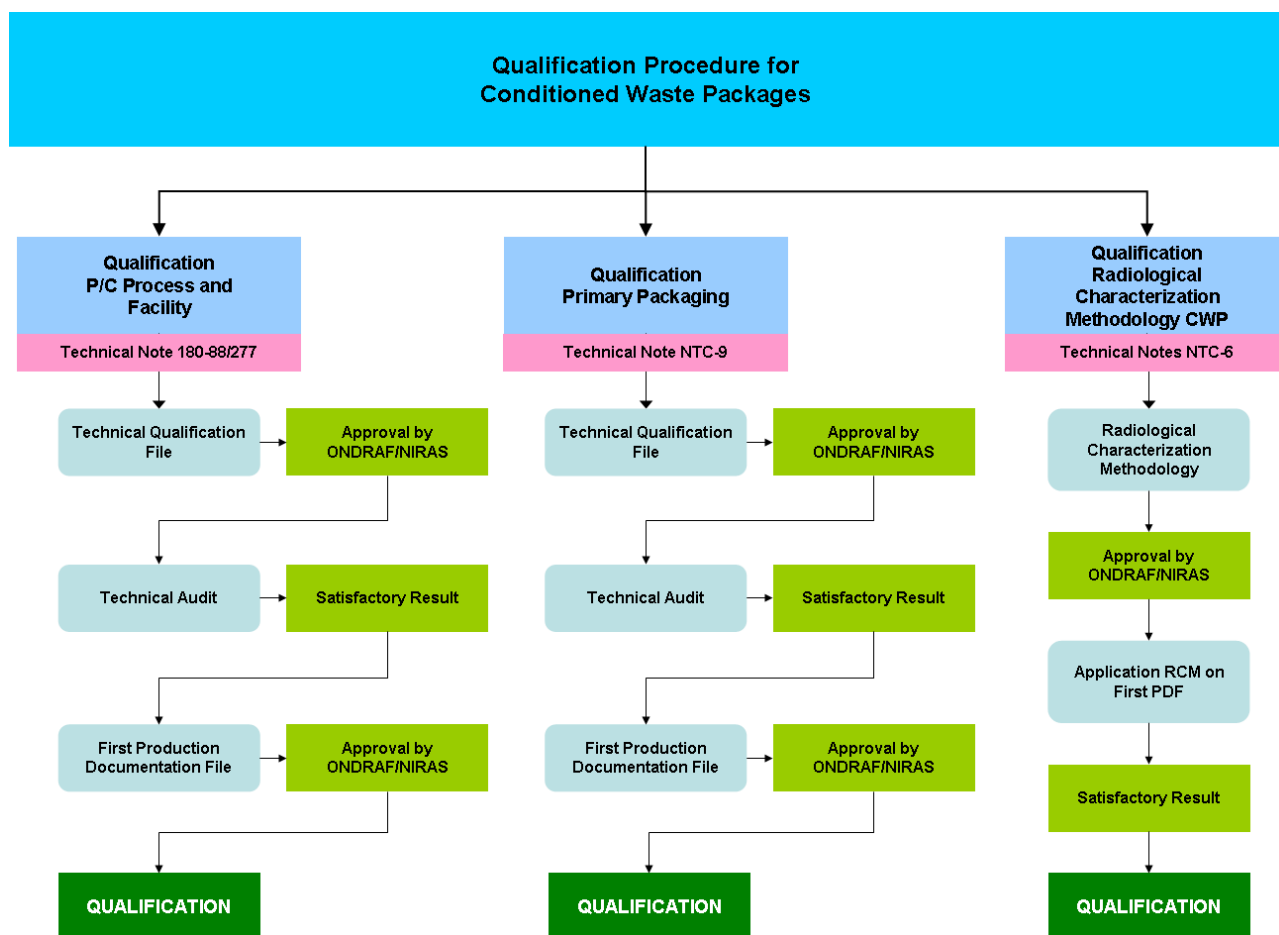 Qualification Procedure for
Conditioned Waste Packages
Qualification
P/C Process and
Facility
Technical Note 180-88/277
Technical Qualification
File
Approval by
ONDRAF/NIRAS
Technical Audit
Satisfactory Result
First Production
Documentation File
Approval by
ONDRAF/NIRAS
QUALIFICATION
Qualification
Primary Packaging
Technical Note NTC-9
Technical Qualification
File
Approval by
ONDRAF/NIRAS
Technical Audit
Satisfactory Result
First Production
Documentation File
Approval by
ONDRAF/NIRAS
QUALIFICATION
Qualification
Radiological
Characterization
Methodology CWP
Technical Notes NTC-6
Radiological
Characterization
Methodology
Approval by
ONDRAF/NIRAS
Application RCM on
First PDF
Satisfactory Result
QUALIFICATION